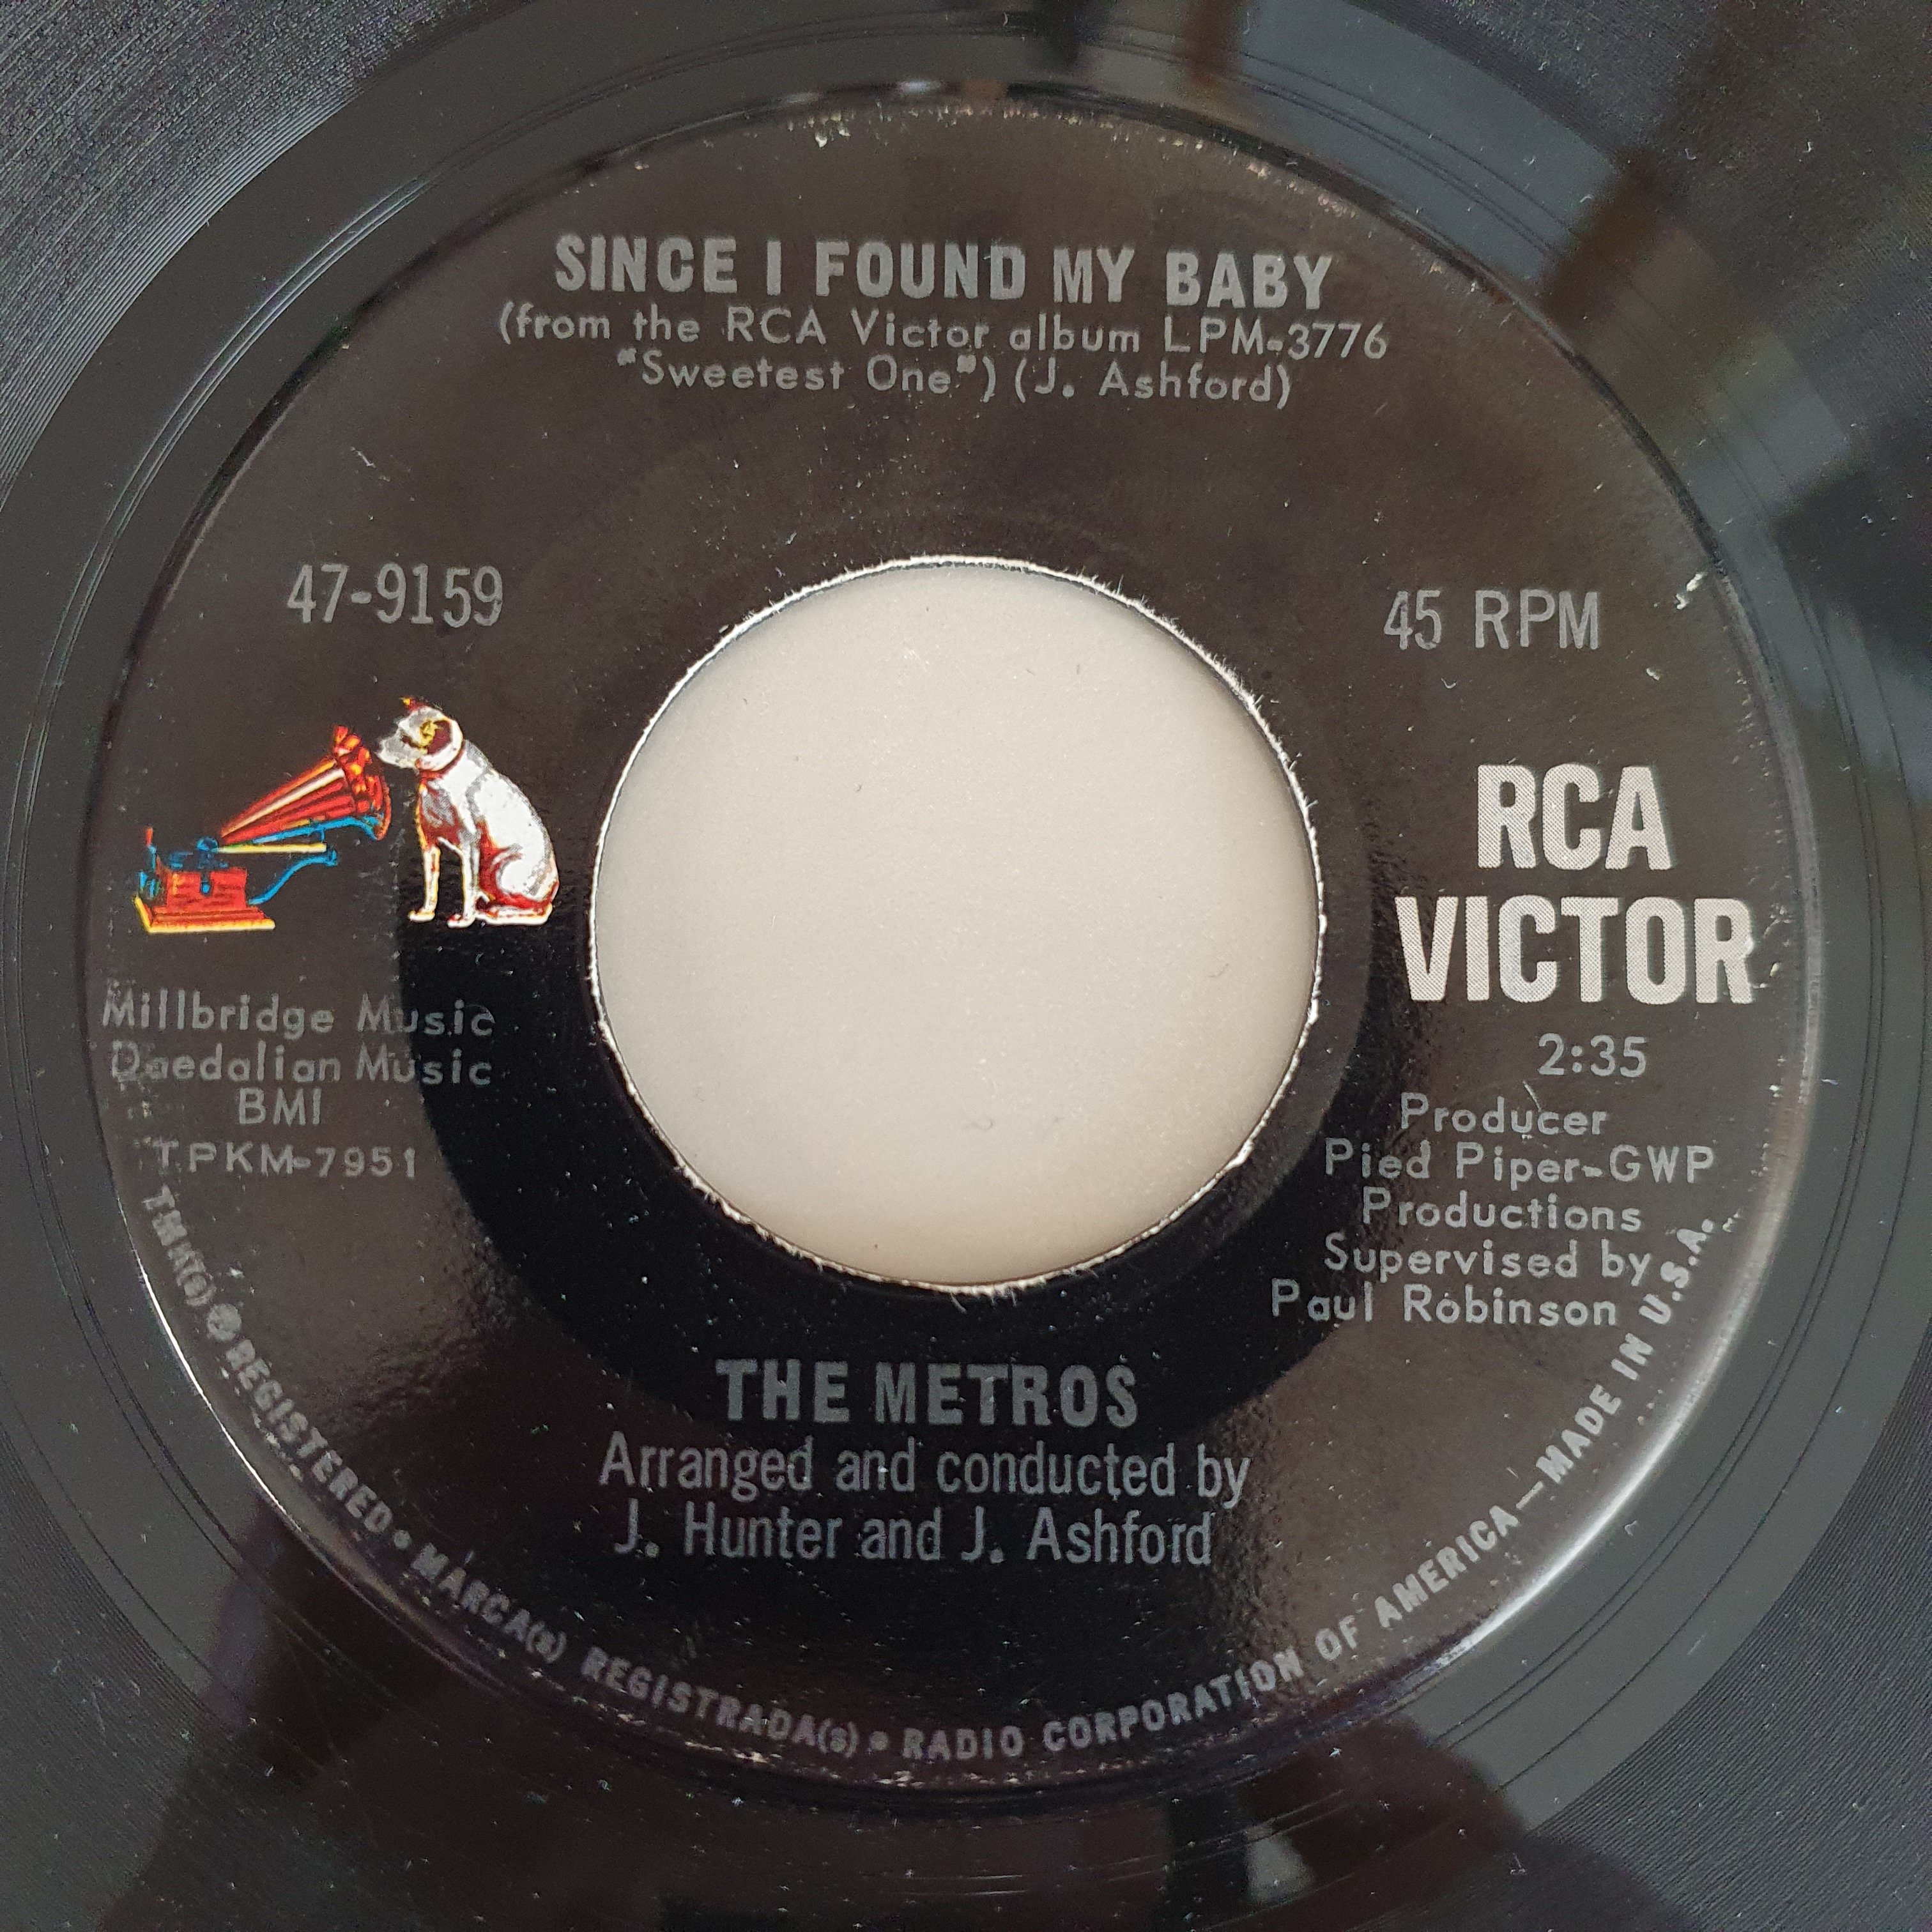 SINCE I FOUND MY BABY
(from the RCA Victor album LPM-3776
"Sweetest One") (J. Ashford)
47-9159
45 RPM
RCA
VICTOR
Millbridge Music
Daedalian Music
BMI
TPKM-7951
2:35
Producer
Pied Piper-GWP
Productions
Supervised by
Paul Robinson
THE METROS
Arranged and conducted by
J. Hunter and J. Ashford
TMK(s) ® REGISTERED • MARCA(s) REGISTRADA(s) • RADIO CORPORATION OF AMERICA—MADE IN U.S.A.